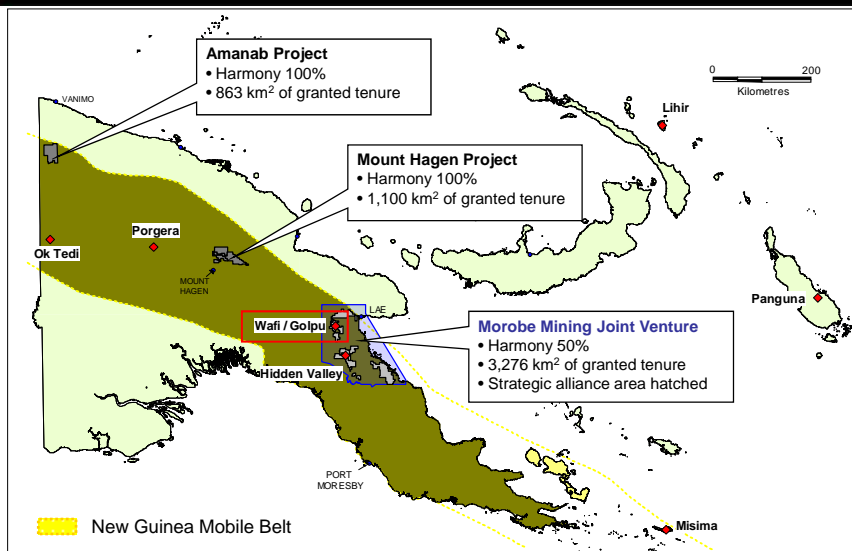 Amanab Project
• Harmony 100%
• 863 km² of granted tenure
VANIMO
0 200
Kilometres
Lihir
Mount Hagen Project
• Harmony 100%
• 1,100 km² of granted tenure
Ok Tedi
Porgera
MOUNT
HAGEN
Panguna
Wafi / Golpu
LAE
Morobe Mining Joint Venture
• Harmony 50%
• 3,276 km² of granted tenure
• Strategic alliance area hatched
Hidden Valley
PORT
MORESBY
New Guinea Mobile Belt
Misima